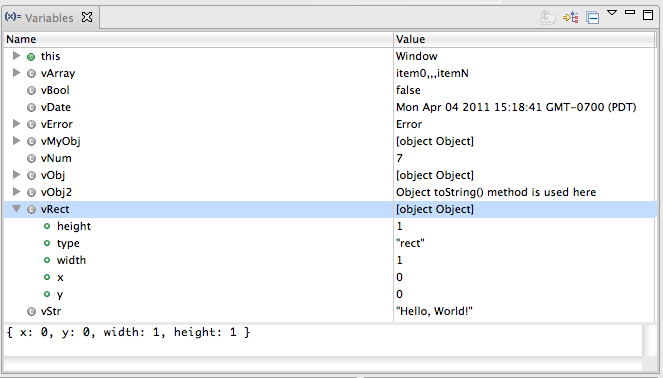 (x)= Variables
Name Value
this Window
vArray item0,,,itemN
vBool false
vDate Mon Apr 04 2011 15:18:41 GMT-0700 (PDT)
vError Error
vMyObj [object Object]
vNum 7
vObj [object Object]
vObj2 Object toString() method is used here
vRect [object Object]
height 1
type "rect"
width 1
x 0
y 0
vStr "Hello, World!"
{ x: 0, y: 0, width: 1, height: 1 }